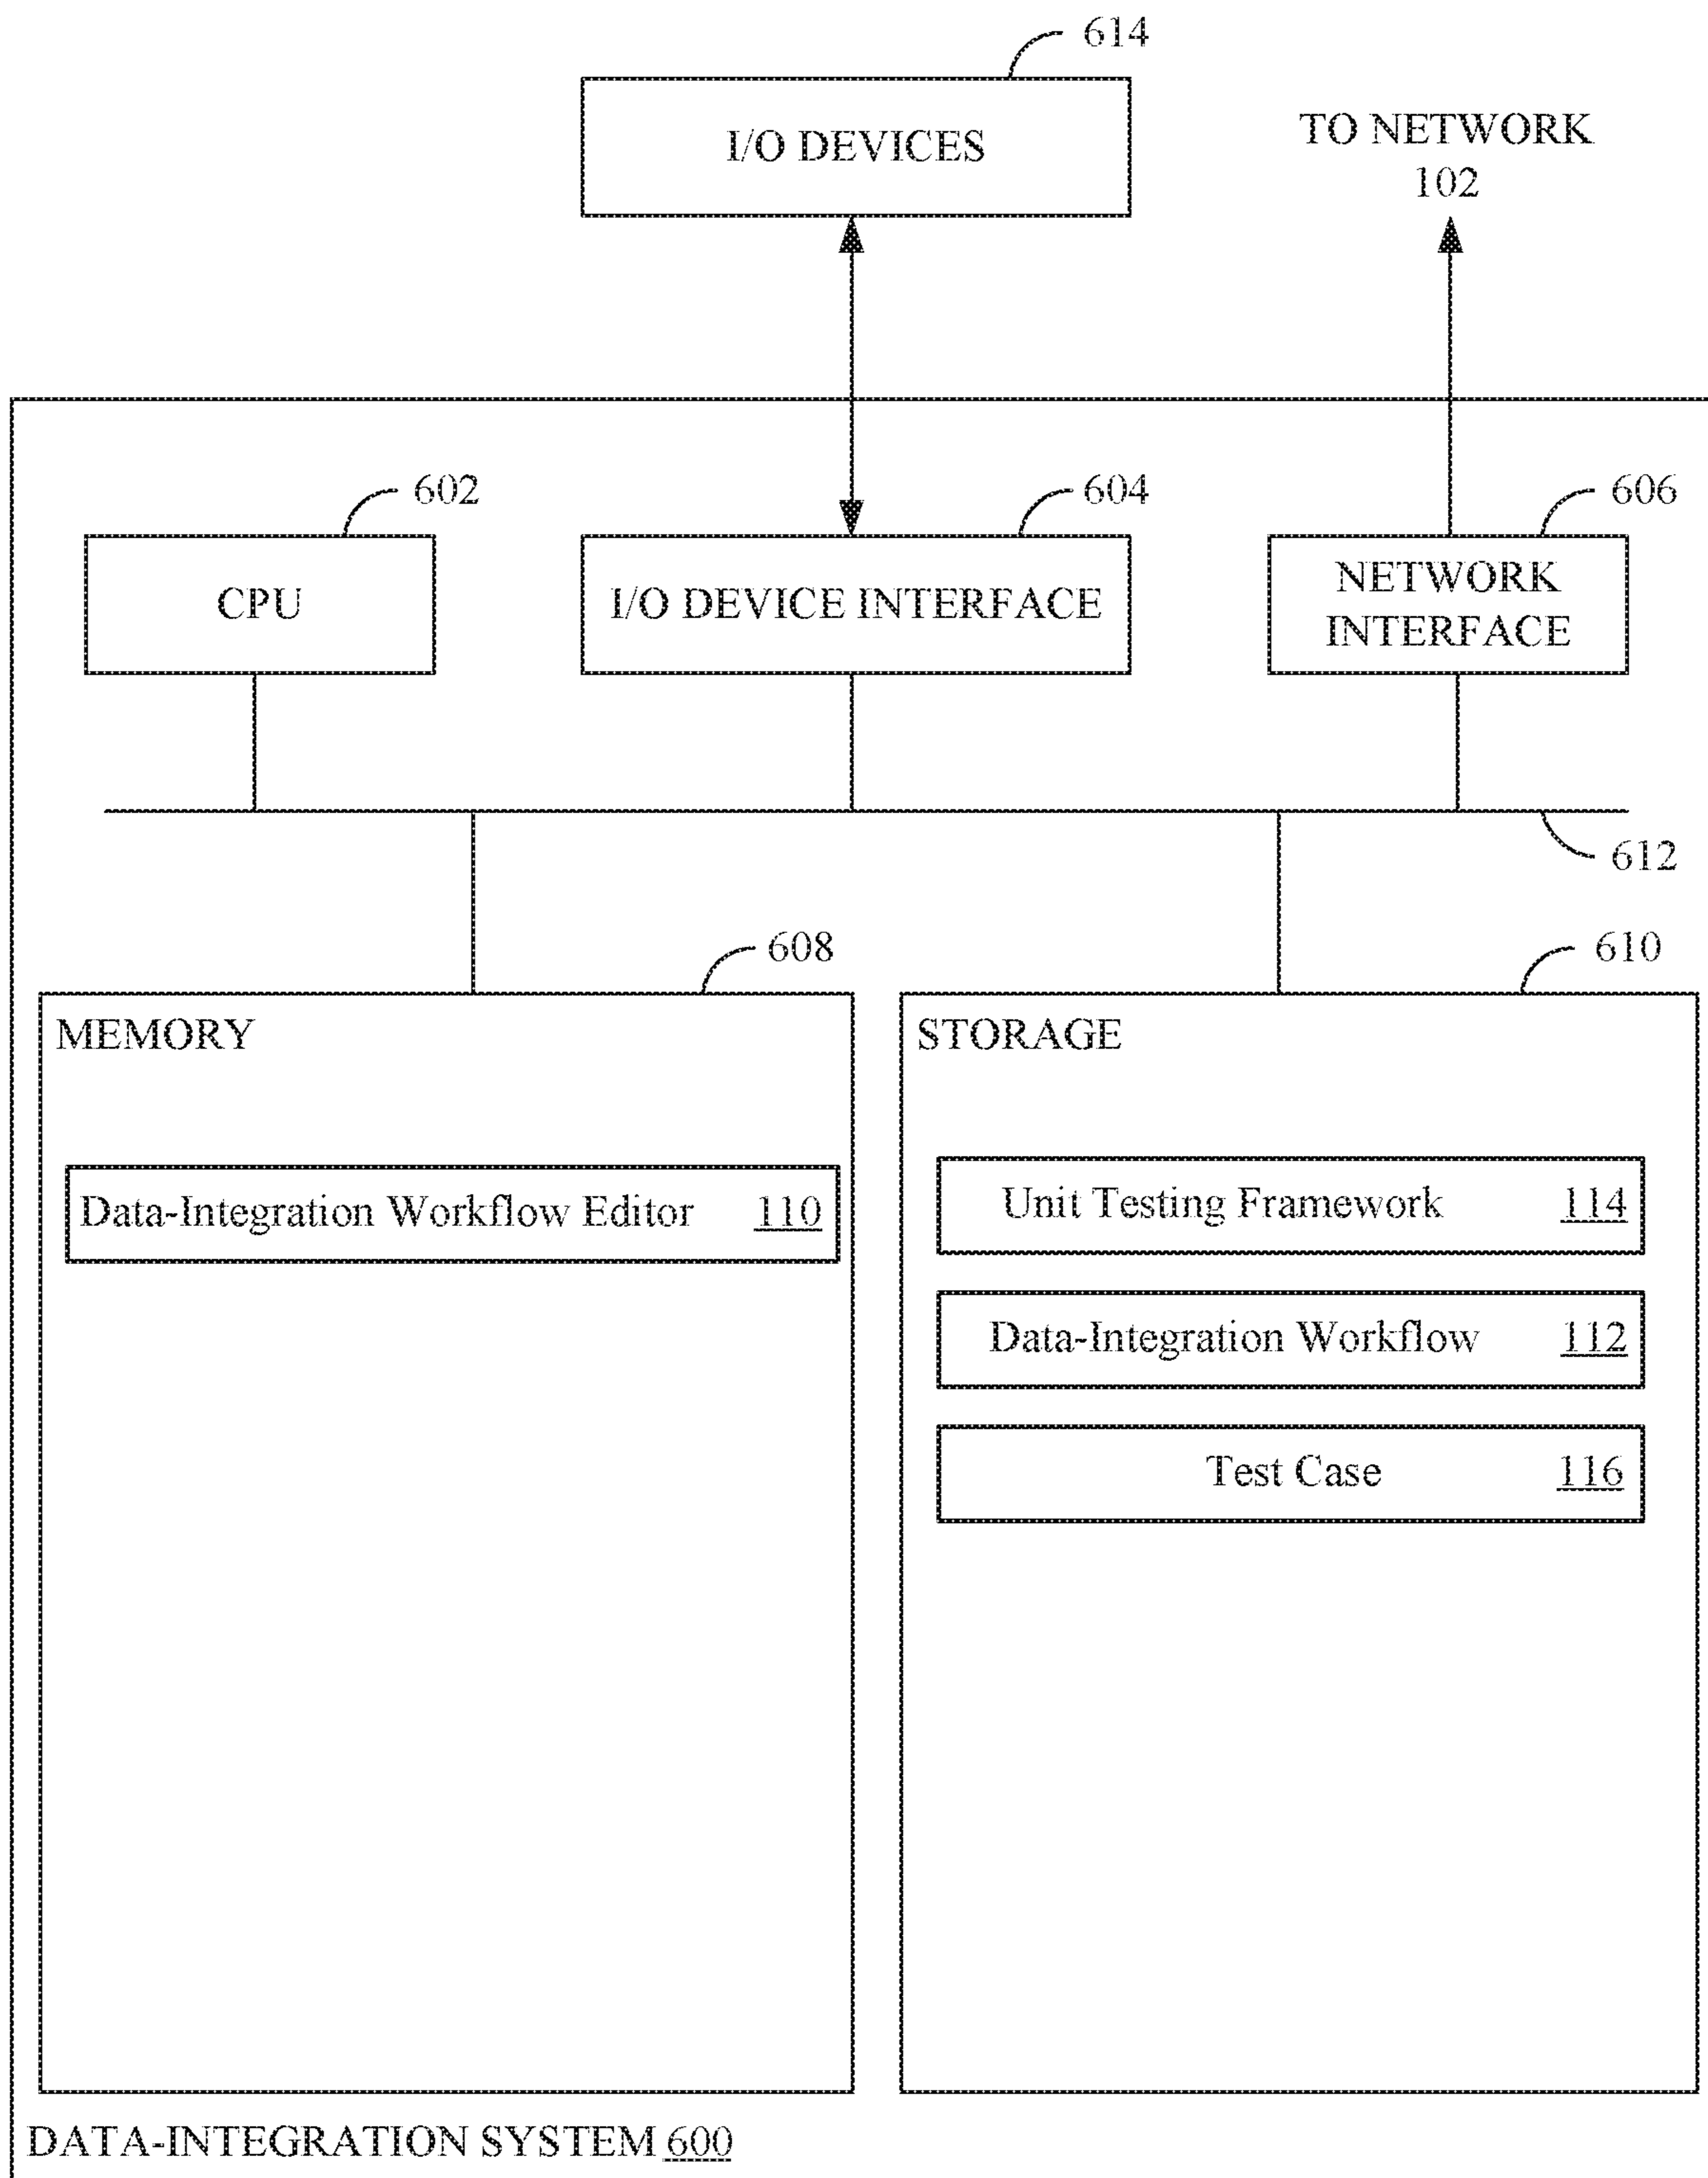 614
I/O DEVICES
TO NETWORK
102
602
604
606
CPU
I/O DEVICE INTERFACE
NETWORK
INTERFACE
612
608
610
MEMORY
STORAGE
Data-Integration Workflow Editor 110
Unit Testing Framework 114
Data-Integration Workflow 112
Test Case 116
DATA-INTEGRATION SYSTEM 600